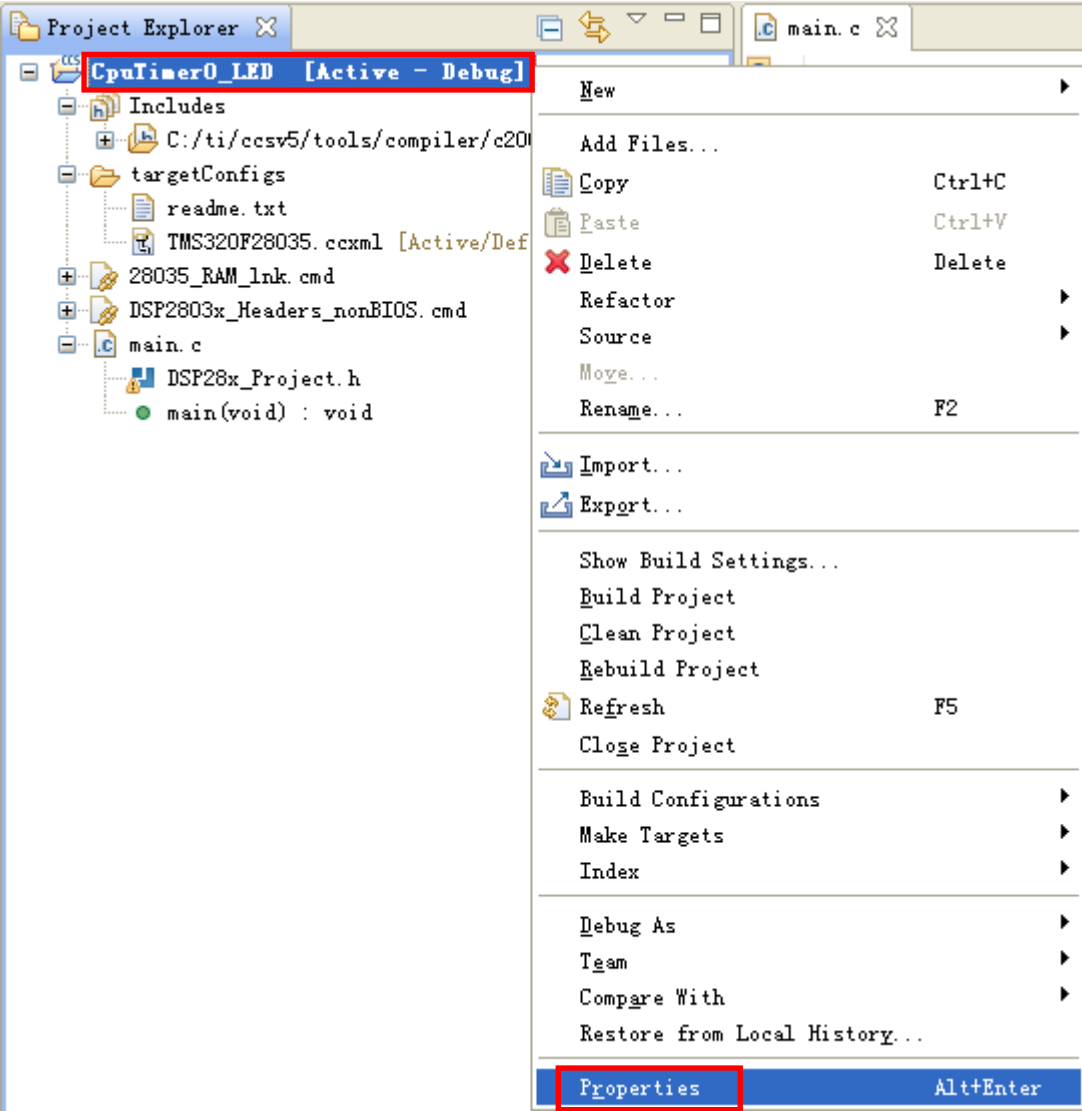 Project Explorer
main.c
CpuTimer0_LED [Active - Debug]
Includes
C:/ti/ccsv5/tools/compiler/c200
targetConfigs
readme.txt
TMS320F28035.ccxml [Active/Def
28035_RAM_lnk.cmd
DSP2803x_Headers_nonBIOS.cmd
main.c
DSP28x_Project.h
main(void) : void
New
Add Files...
Copy Ctrl+C
Paste Ctrl+V
Delete Delete
Refactor
Source
Move...
Rename... F2
Import...
Export...
Show Build Settings...
Build Project
Clean Project
Rebuild Project
Refresh F5
Close Project
Build Configurations
Make Targets
Index
Debug As
Team
Compare With
Restore from Local History...
Properties Alt+Enter